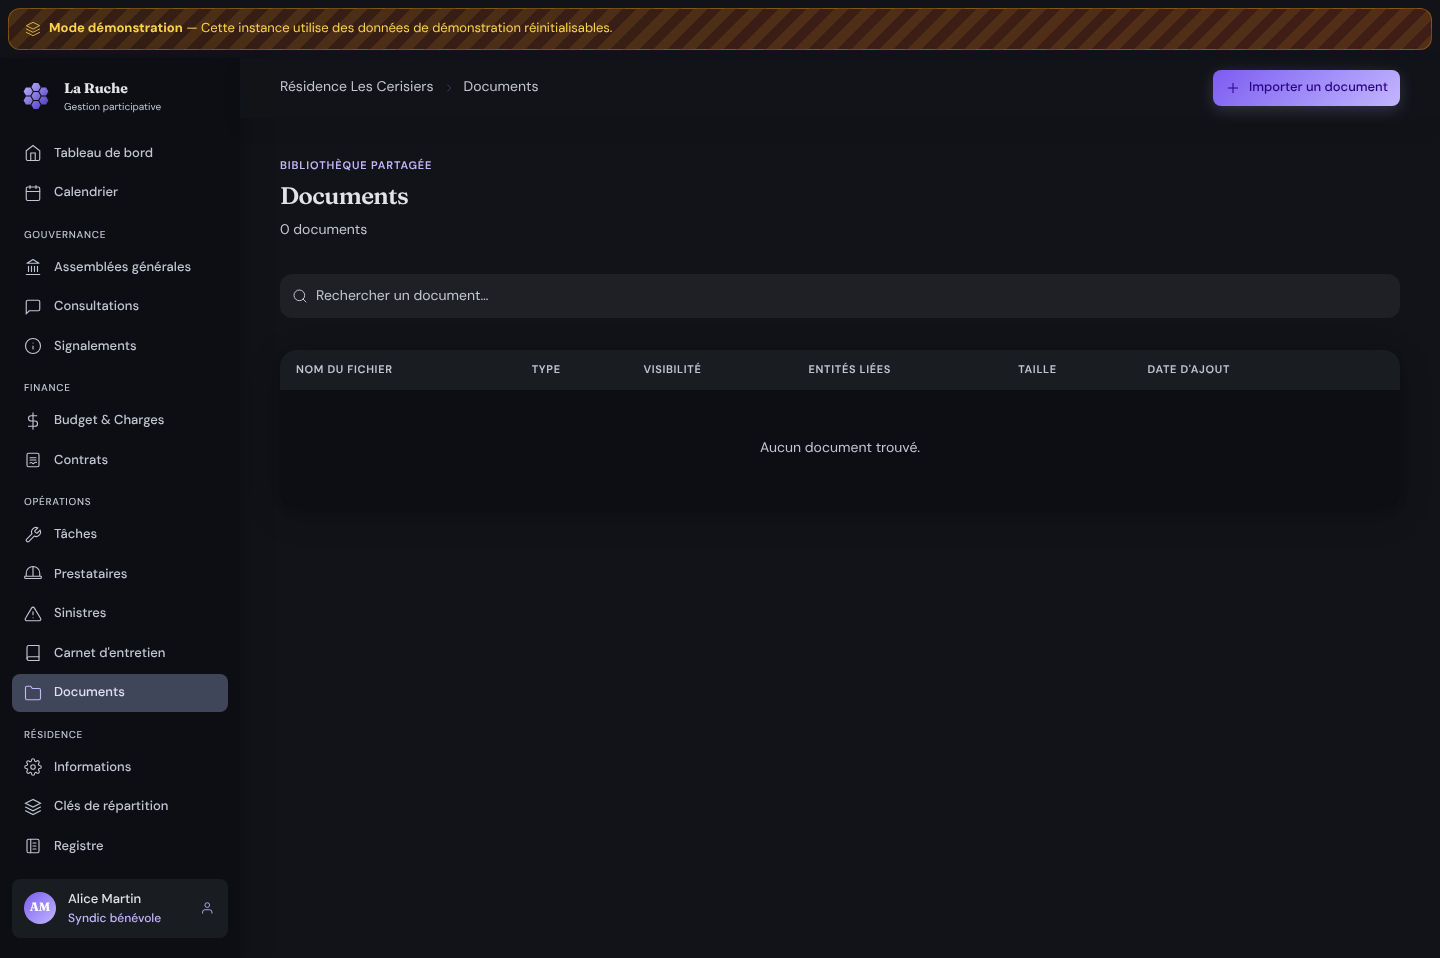 Mode démonstration — Cette instance utilise des données de démonstration réinitialisables.
La Ruche
Gestion participative
Tableau de bord
Calendrier
GOUVERNANCE
Assemblées générales
Consultations
Signalements
FINANCE
Budget & Charges
Contrats
OPÉRATIONS
Tâches
Prestataires
Sinistres
Carnet d'entretien
Documents
RÉSIDENCE
Informations
Clés de répartition
Registre
AM
Alice Martin
Syndic bénévole
Résidence Les Cerisiers > Documents
+ Importer un document
BIBLIOTHÈQUE PARTAGÉE
Documents
0 documents
Rechercher un document...
NOM DU FICHIER TYPE VISIBILITÉ ENTITÉS LIÉES TAILLE DATE D'AJOUT
Aucun document trouvé.